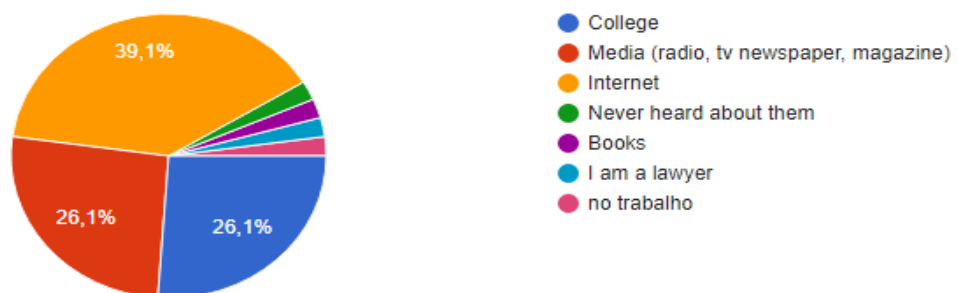 39,1%
26,1%
26,1%
College
Media (radio, tv newspaper, magazine)
Internet
Never heard about them
Books
I am a lawyer
no trabalho